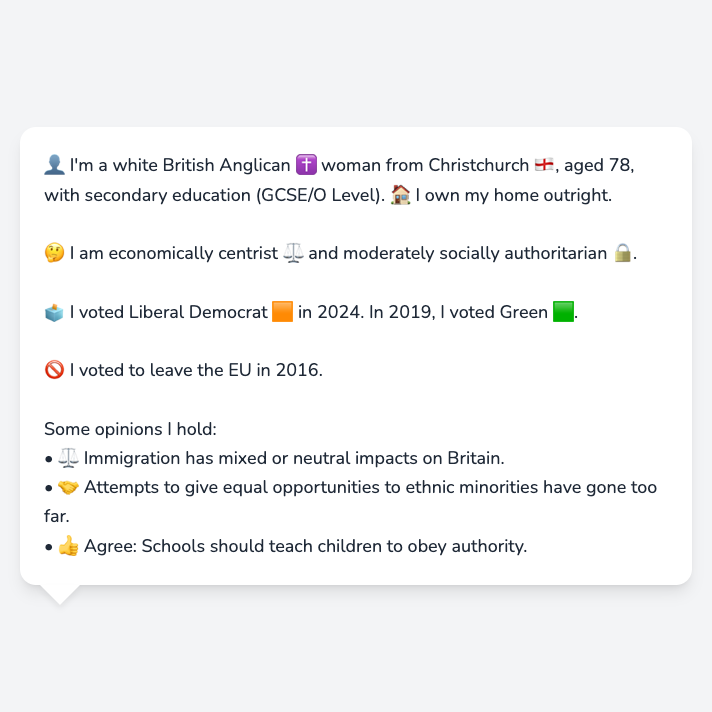 👤 I'm a white British Anglican ✝️ woman from Christchurch 🏴󠁧󠁢󠁥󠁮󠁧󠁿, aged 78,
with secondary education (GCSE/O Level). 🏠 I own my home outright.
🤔 I am economically centrist ⚖️ and moderately socially authoritarian 🔒.
🗳️ I voted Liberal Democrat 🟧 in 2024. In 2019, I voted Green 🟩.
🚫 I voted to leave the EU in 2016.
Some opinions I hold:
• ⚖️ Immigration has mixed or neutral impacts on Britain.
• 🤝 Attempts to give equal opportunities to ethnic minorities have gone too
far.
• 👍 Agree: Schools should teach children to obey authority.